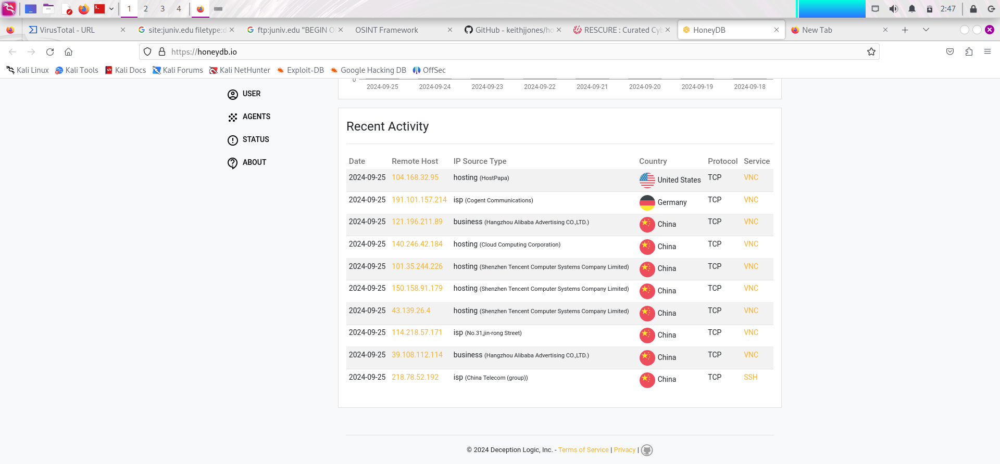 1 2 3 4 2:47
VirusTotal - URL site:juniv.edu filetype:d ftp:juniv.edu "BEGIN O OSINT Framework GitHub - keithjjones/ho RESCURE : Curated Cyb HoneyDB New Tab
https://honeydb.io
Kali Linux Kali Tools Kali Docs Kali Forums Kali NetHunter Exploit-DB Google Hacking DB OffSec
0
2024-09-25 2024-09-24 2024-09-23 2024-09-22 2024-09-21 2024-09-20 2024-09-19 2024-09-18
USER
AGENTS
STATUS
ABOUT
Recent Activity
Date Remote Host IP Source Type Country Protocol Service
2024-09-25 104.168.32.95 hosting (HostPapa) United States TCP VNC
2024-09-25 191.101.157.214 isp (Cogent Communications) Germany TCP VNC
2024-09-25 121.196.211.89 business (Hangzhou Alibaba Advertising CO.,LTD.) China TCP VNC
2024-09-25 140.246.42.184 hosting (Cloud Computing Corporation) China TCP VNC
2024-09-25 101.35.244.226 hosting (Shenzhen Tencent Computer Systems Company Limited) China TCP VNC
2024-09-25 150.158.91.179 hosting (Shenzhen Tencent Computer Systems Company Limited) China TCP VNC
2024-09-25 43.139.26.4 hosting (Shenzhen Tencent Computer Systems Company Limited) China TCP VNC
2024-09-25 114.218.57.171 isp (No.31,jin-rong Street) China TCP VNC
2024-09-25 39.108.112.114 business (Hangzhou Alibaba Advertising CO.,LTD.) China TCP VNC
2024-09-25 218.78.52.192 isp (China Telecom (group)) China TCP SSH
© 2024 Deception Logic, Inc. - Terms of Service | Privacy |